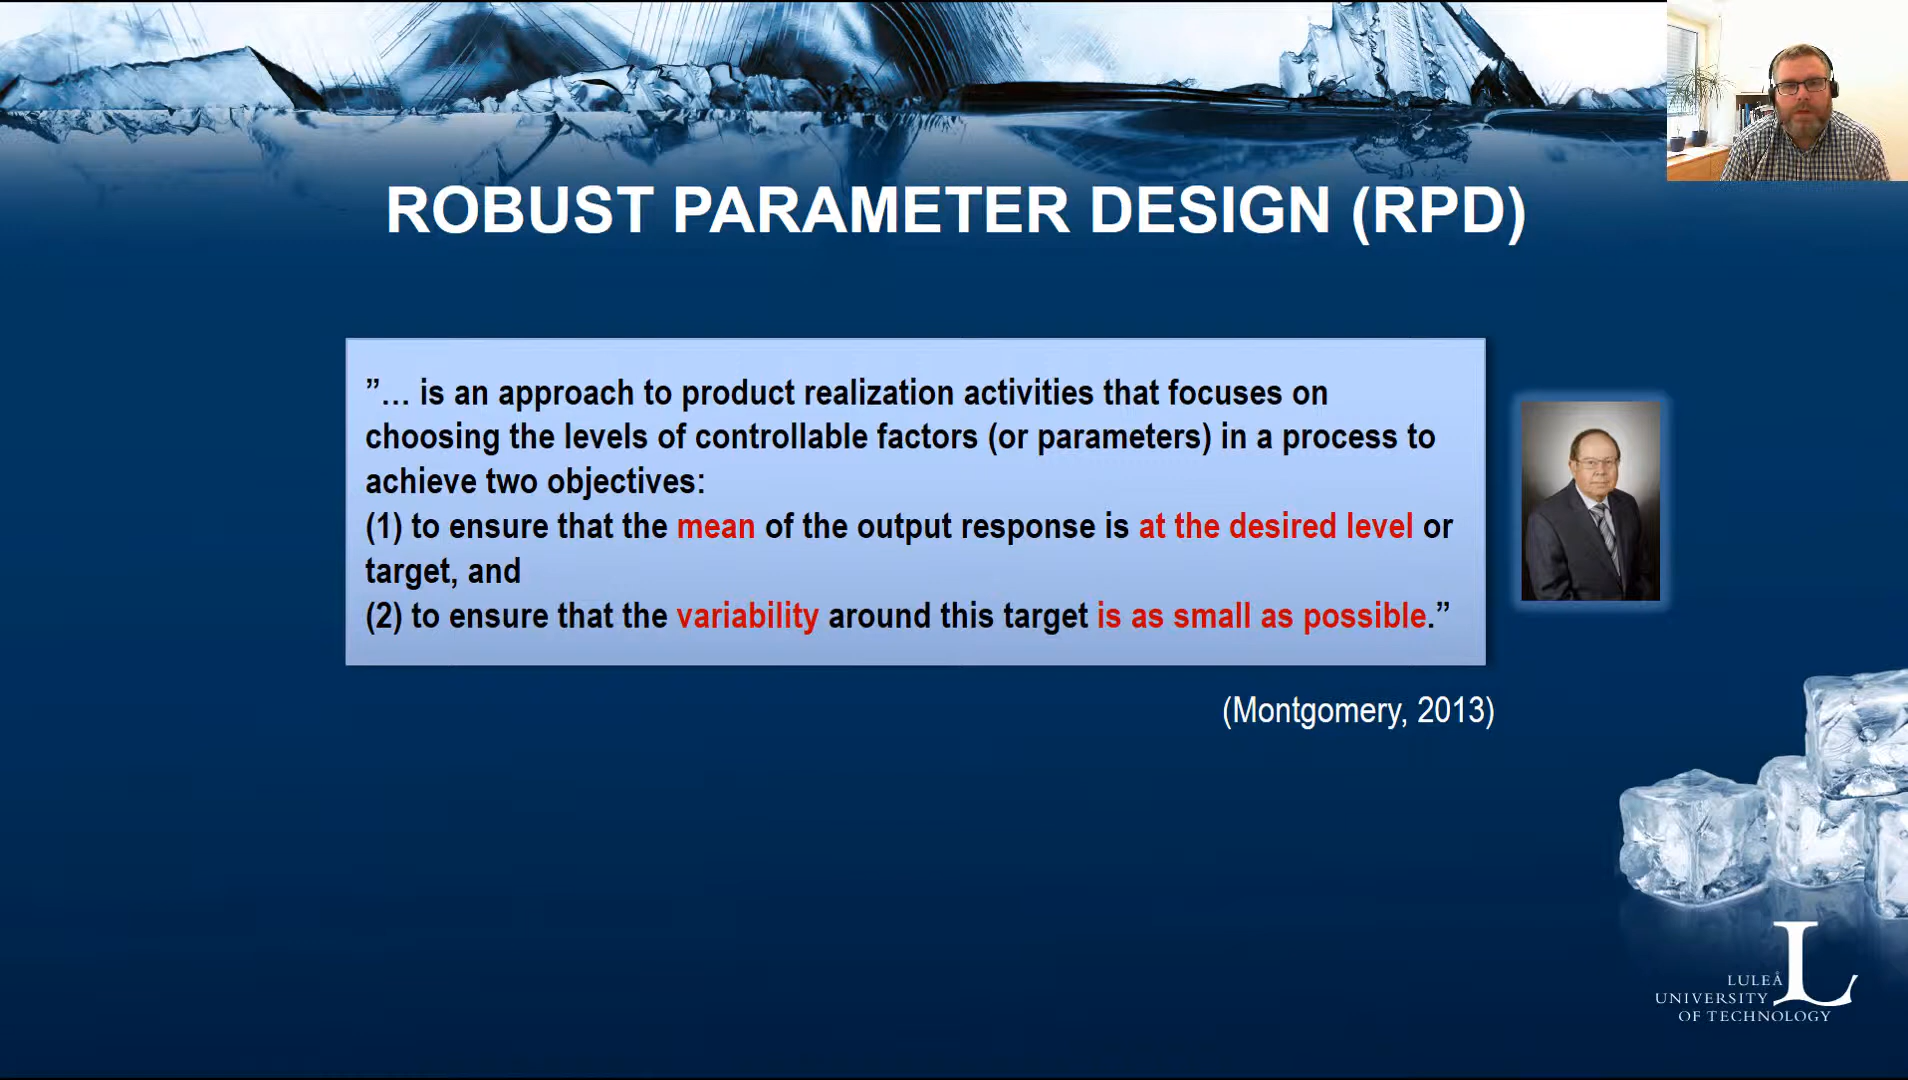 ROBUST PARAMETER DESIGN (RPD)
”… is an approach to product realization activities that focuses on
choosing the levels of controllable factors (or parameters) in a process to
achieve two objectives:
(1) to ensure that the mean of the output response is at the desired level or
target, and
(2) to ensure that the variability around this target is as small as possible.”
(Montgomery, 2013)
LULEÅ
UNIVERSITY
OF TECHNOLOGY
L